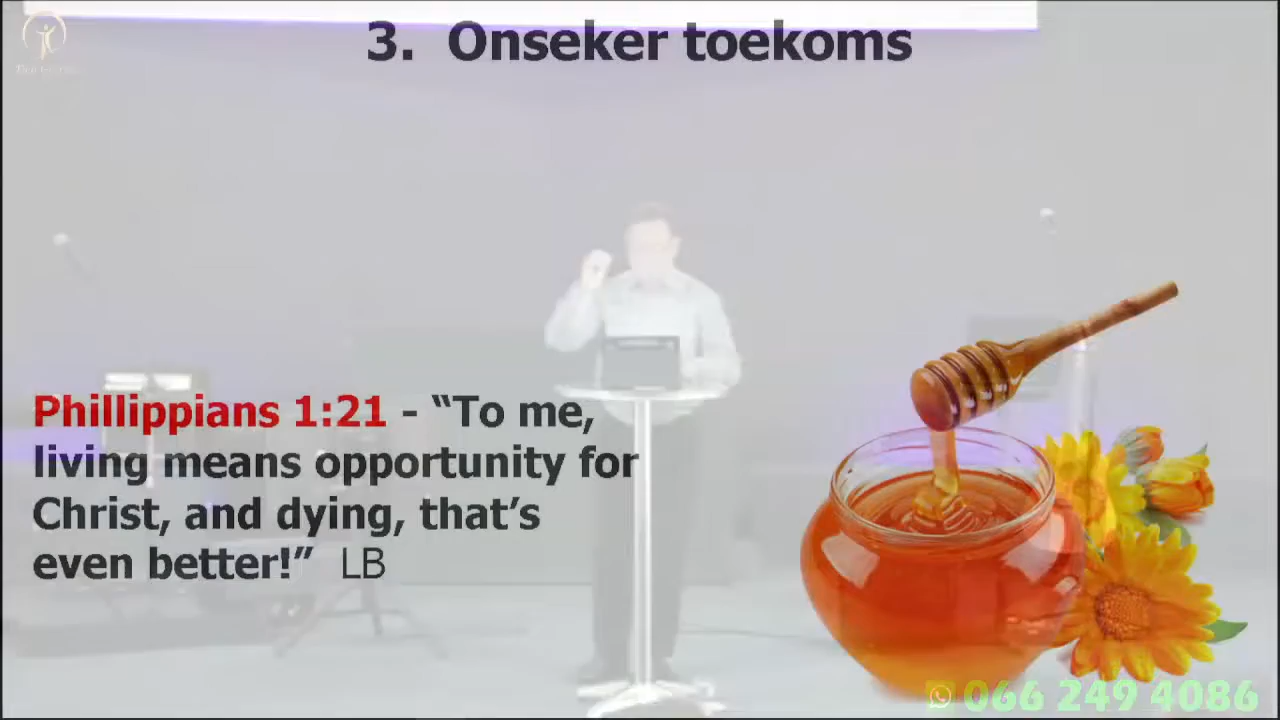 3. Onseker toekoms
Phillippians 1:21 - “To me,
living means opportunity for
Christ, and dying, that’s
even better!” LB
066 249 4086